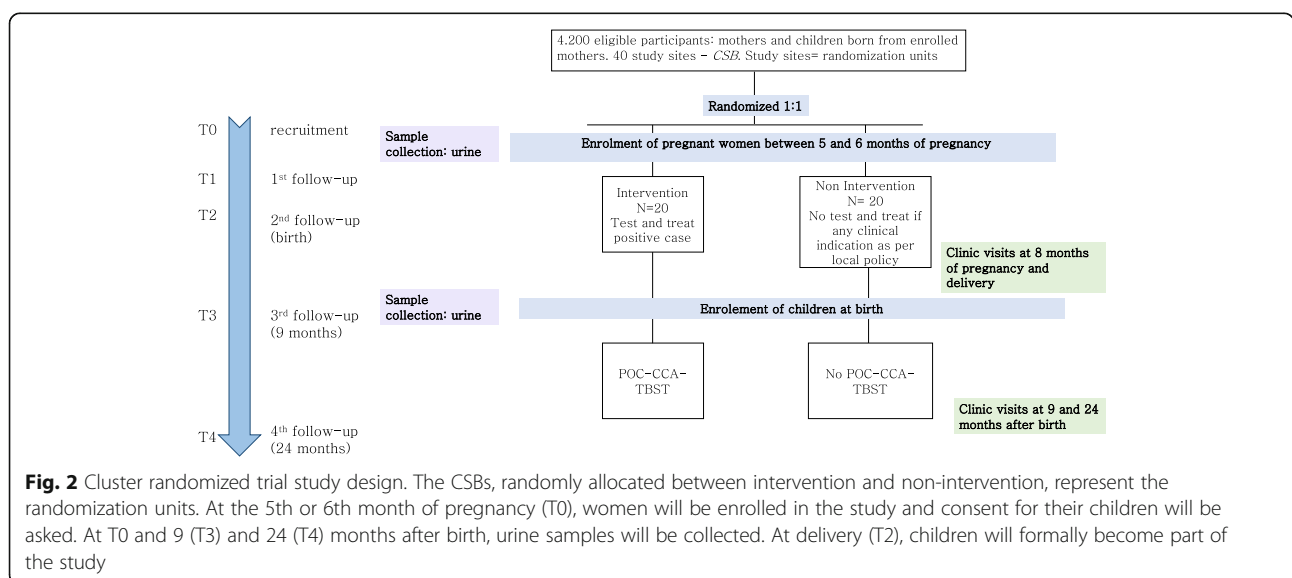 4.200 eligible participants: mothers and children born from enrolled
mothers. 40 study sites – CSB. Study sites= randomization units
Randomized 1:1
T0
recruitment
Sample
collection: urine
Enrolment of pregnant women between 5 and 6 months of pregnancy
T1
1st follow-up
T2
2nd follow-up
(birth)
Intervention
N=20
Test and treat
positive case
Non Intervention
N= 20
No test and treat if
any clinical
indication as per
local policy
Clinic visits at 8 months
of pregnancy and
delivery
T3
3rd follow-up
(9 months)
Sample
collection: urine
Enrolement of children at birth
POC-CCA-
TBST
No POC-CCA-
TBST
Clinic visits at 9 and 24
months after birth
T4
4th follow-up
(24 months)
Fig. 2 Cluster randomized trial study design. The CSBs, randomly allocated between intervention and non-intervention, represent the
randomization units. At the 5th or 6th month of pregnancy (T0), women will be enrolled in the study and consent for their children will be
asked. At T0 and 9 (T3) and 24 (T4) months after birth, urine samples will be collected. At delivery (T2), children will formally become part of
the study